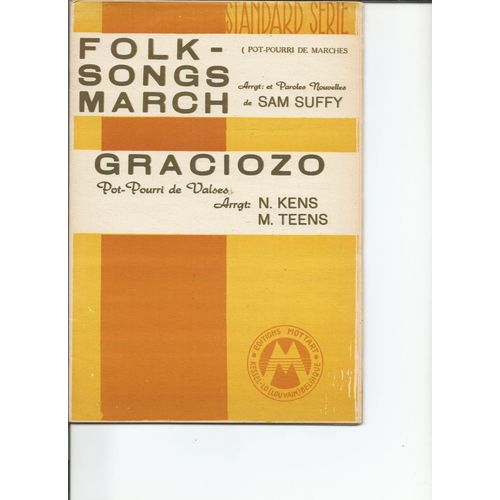 STANDARD SERIE
FOLK-
SONGS
MARCH
( POT-POURRI DE MARCHES
Arrgt: et Paroles Nouvelles
de SAM SUFFY
GRACIOZO
Pot-Pourri de Valses
Arrgt: N. KENS
M. TEENS
EDITIONS MOTTART
KESSEL-LO (LOUVAIN) BELGIQUE
M